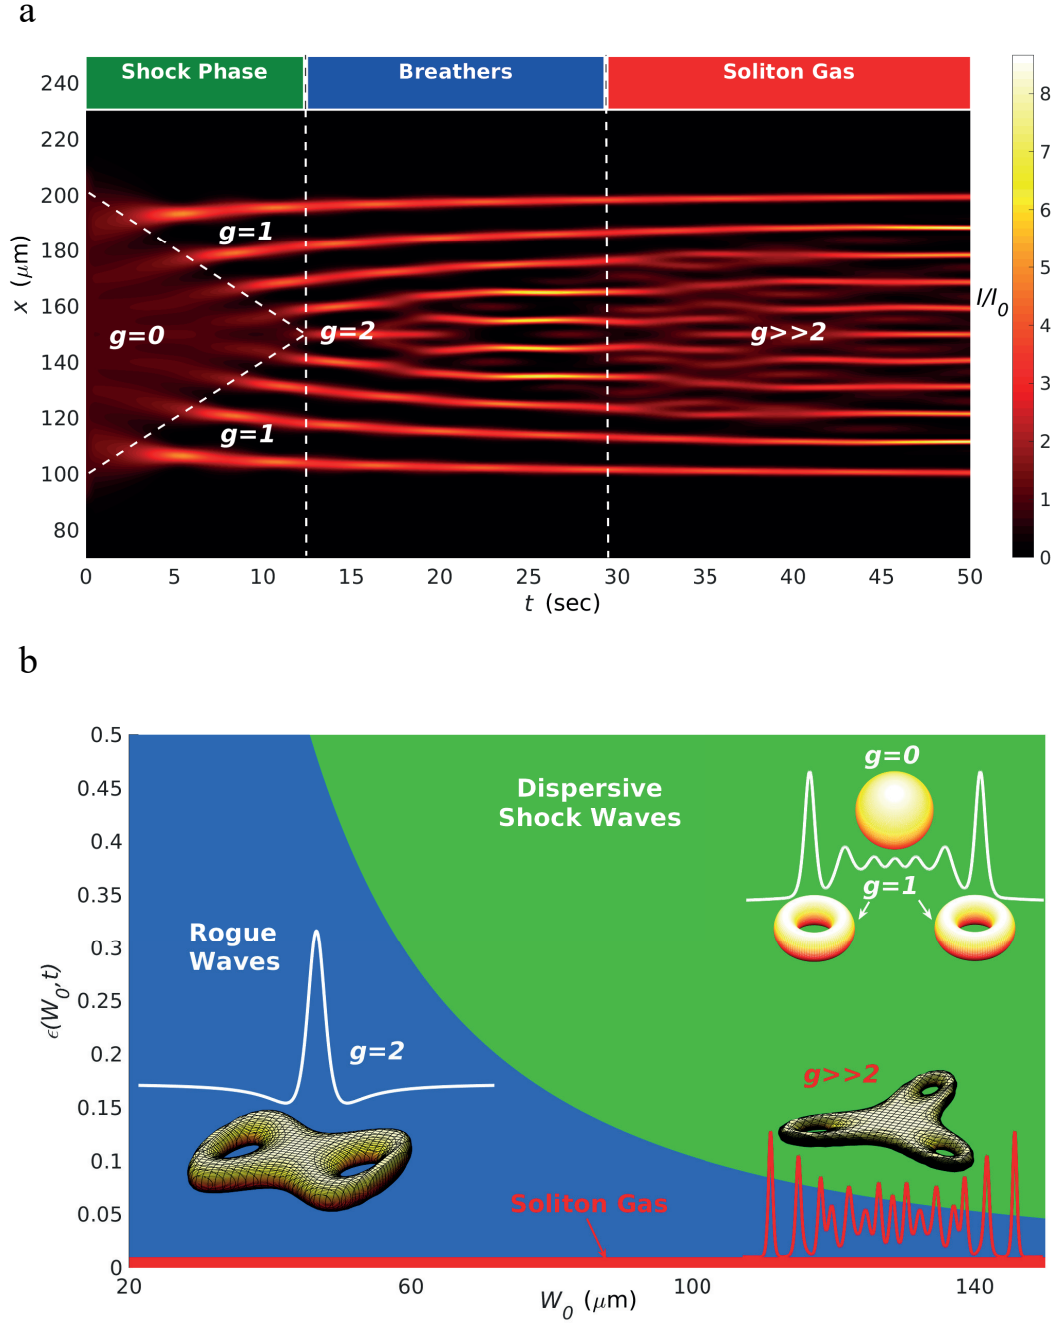 a
Shock Phase
Breathers
Soliton Gas
240
220
200
180
160
140
120
100
80
x (μm)
g=1
g=0
g=2
g>>2
g=1
0
5
10
15
20
25
30
35
40
45
50
t (sec)
8
7
6
5
4
3
2
1
0
I/I0
b
0.5
0.45
0.4
0.35
0.3
0.25
0.2
0.15
0.1
0.05
0
ϵ(W0,t)
Dispersive
Shock Waves
g=0
g=1
Rogue
Waves
g=2
g>>2
Soliton Gas
20
60
100
140
W0 (μm)